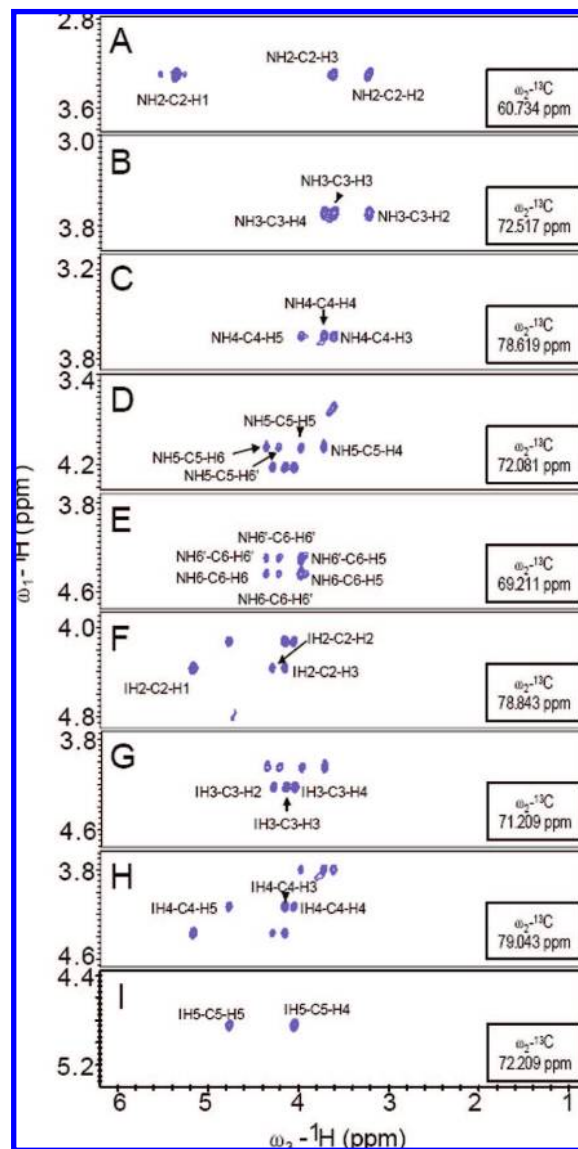 2.8
A
NH2-C2-H3
NH2-C2-H1
NH2-C2-H2
3.6
ω₂-¹³C
60.734 ppm
3.0
B
NH3-C3-H3
NH3-C3-H4
NH3-C3-H2
3.8
ω₂-¹³C
72.517 ppm
3.2
C
NH4-C4-H4
NH4-C4-H5
NH4-C4-H3
3.8
ω₂-¹³C
78.619 ppm
3.4
D
NH5-C5-H5
NH5-C5-H6
NH5-C5-H4
NH5-C5-H6'
4.2
ω₂-¹³C
72.081 ppm
3.8
E
NH6'-C6-H6'
NH6'-C6-H6'
NH6'-C6-H5
NH6-C6-H6
NH6-C6-H5
NH6-C6-H6'
4.6
ω₂-¹³C
69.211 ppm
4.0
F
IH2-C2-H2
IH2-C2-H1
IH2-C2-H3
4.8
ω₂-¹³C
78.843 ppm
3.8
G
IH3-C3-H2
IH3-C3-H4
IH3-C3-H3
4.6
ω₂-¹³C
71.209 ppm
3.8
H
IH4-C4-H3
IH4-C4-H5
IH4-C4-H4
4.6
ω₂-¹³C
79.043 ppm
4.4
I
IH5-C5-H5
IH5-C5-H4
5.2
ω₂-¹³C
72.209 ppm
6 5 4 3 2 1
ω₁-¹H (ppm)
ω₃-¹H (ppm)